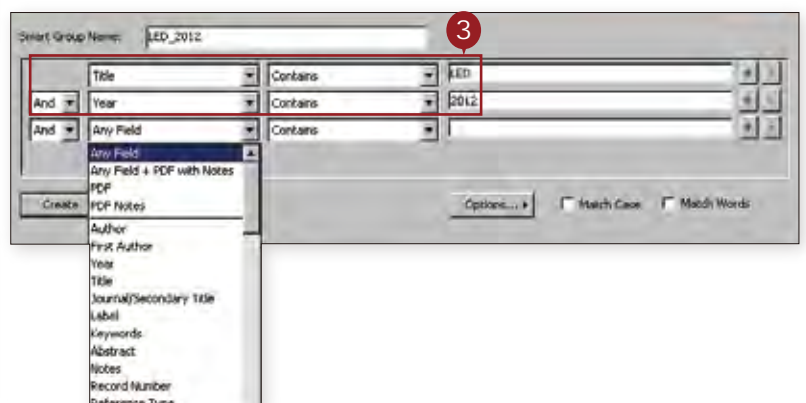 Smart Group Name: LED_2012
3
Title Contains LED
And Year Contains 2012
And Any Field Contains
Any Field
Any Field + PDF with Notes
PDF
PDF Notes
Create Options... Match Case Match Words
Author
First Author
Year
Title
Journal/Secondary Title
Label
Keywords
Abstract
Notes
Record Number
Reference Type